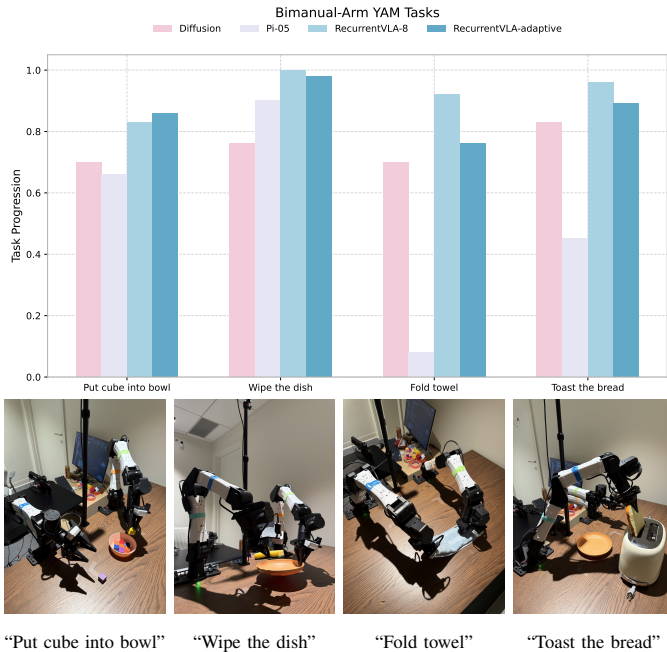 Bimanual-Arm YAM Tasks
Diffusion Pi-05 RecurrentVLA-8 RecurrentVLA-adaptive
Task Progression
1.0
0.8
0.6
0.4
0.2
0.0
Put cube into bowl Wipe the dish Fold towel Toast the bread
“Put cube into bowl” “Wipe the dish” “Fold towel” “Toast the bread”